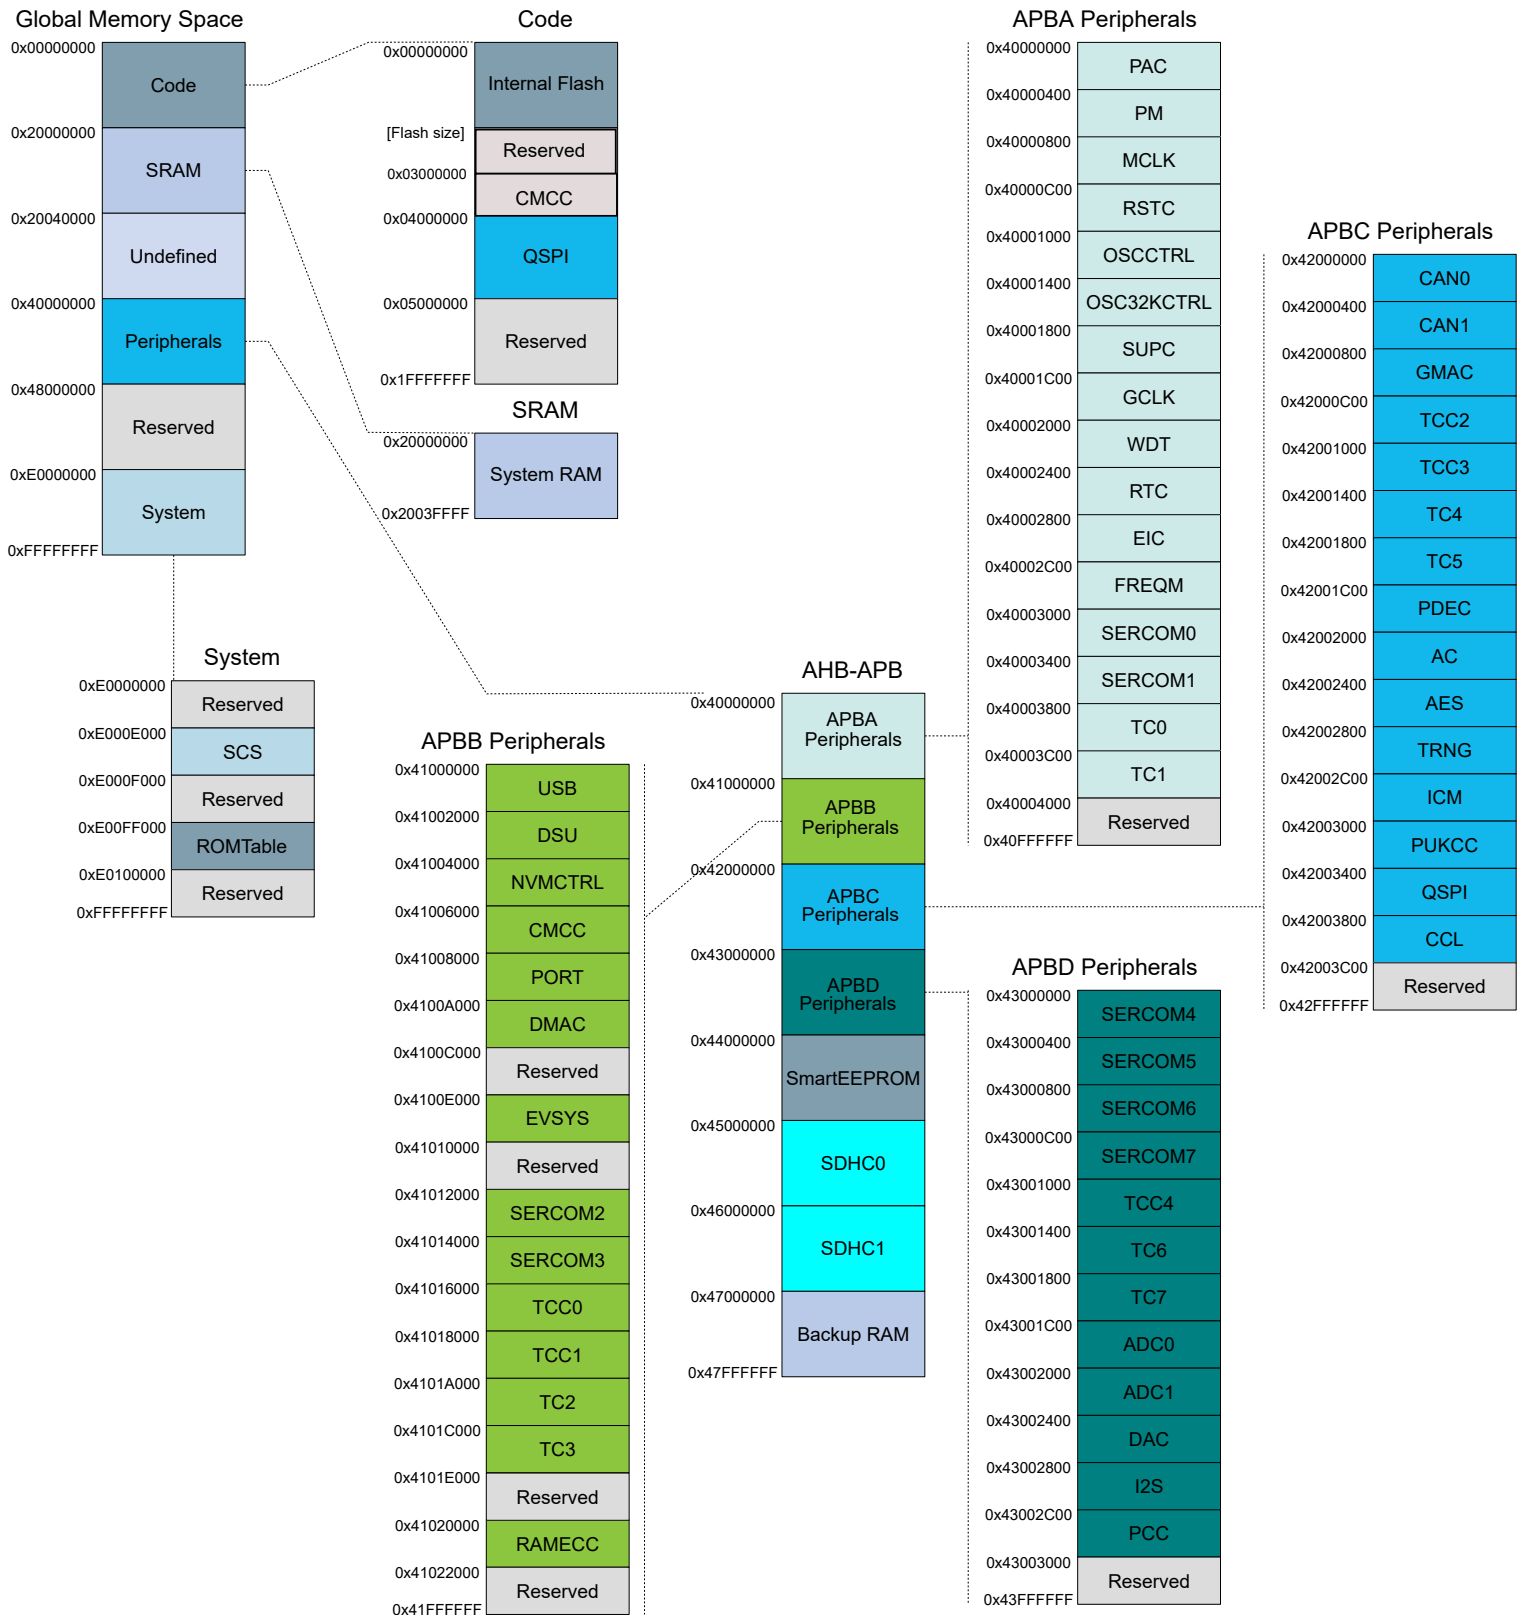 Global Memory Space
0x00000000
Code
0x20000000
SRAM
0x20040000
Undefined
0x40000000
Peripherals
0x48000000
Reserved
0xE0000000
System
0xFFFFFFFF
Code
0x00000000
Internal Flash
[Flash size]
Reserved
0x03000000
CMCC
0x04000000
QSPI
0x05000000
Reserved
0x1FFFFFFF
SRAM
0x20000000
System RAM
0x2003FFFF
System
0xE0000000
Reserved
0xE000E000
SCS
0xE000F000
Reserved
0xE00FF000
ROMTable
0xE0100000
Reserved
0xFFFFFFFF
APBB Peripherals
0x41000000
USB
0x41002000
DSU
0x41004000
NVMCTRL
0x41006000
CMCC
0x41008000
PORT
0x4100A000
DMAC
0x4100C000
Reserved
0x4100E000
EVSYS
0x41010000
Reserved
0x41012000
SERCOM2
0x41014000
SERCOM3
0x41016000
TCC0
0x41018000
TCC1
0x4101A000
TC2
0x4101C000
TC3
0x4101E000
Reserved
0x41020000
RAMECC
0x41022000
Reserved
0x41FFFFFF
AHB-APB
0x40000000
APBA
Peripherals
0x41000000
APBB
Peripherals
0x42000000
APBC
Peripherals
0x43000000
APBD
Peripherals
0x44000000
SmartEEPROM
0x45000000
SDHC0
0x46000000
SDHC1
0x47000000
Backup RAM
0x47FFFFFF
APBA Peripherals
0x40000000
PAC
0x40000400
PM
0x40000800
MCLK
0x40000C00
RSTC
0x40001000
OSCCTRL
0x40001400
OSC32KCTRL
0x40001800
SUPC
0x40001C00
GCLK
0x40002000
WDT
0x40002400
RTC
0x40002800
EIC
0x40002C00
FREQM
0x40003000
SERCOM0
0x40003400
SERCOM1
0x40003800
TC0
0x40003C00
TC1
0x40004000
Reserved
0x40FFFFFF
APBD Peripherals
0x43000000
SERCOM4
0x43000400
SERCOM5
0x43000800
SERCOM6
0x43000C00
SERCOM7
0x43001000
TCC4
0x43001400
TC6
0x43001800
TC7
0x43001C00
ADC0
0x43002000
ADC1
0x43002400
DAC
0x43002800
I2S
0x43002C00
PCC
0x43003000
Reserved
0x43FFFFFF
APBC Peripherals
0x42000000
CAN0
0x42000400
CAN1
0x42000800
GMAC
0x42000C00
TCC2
0x42001000
TCC3
0x42001400
TC4
0x42001800
TC5
0x42001C00
PDEC
0x42002000
AC
0x42002400
AES
0x42002800
TRNG
0x42002C00
ICM
0x42003000
PUKCC
0x42003400
QSPI
0x42003800
CCL
0x42003C00
Reserved
0x42FFFFFF